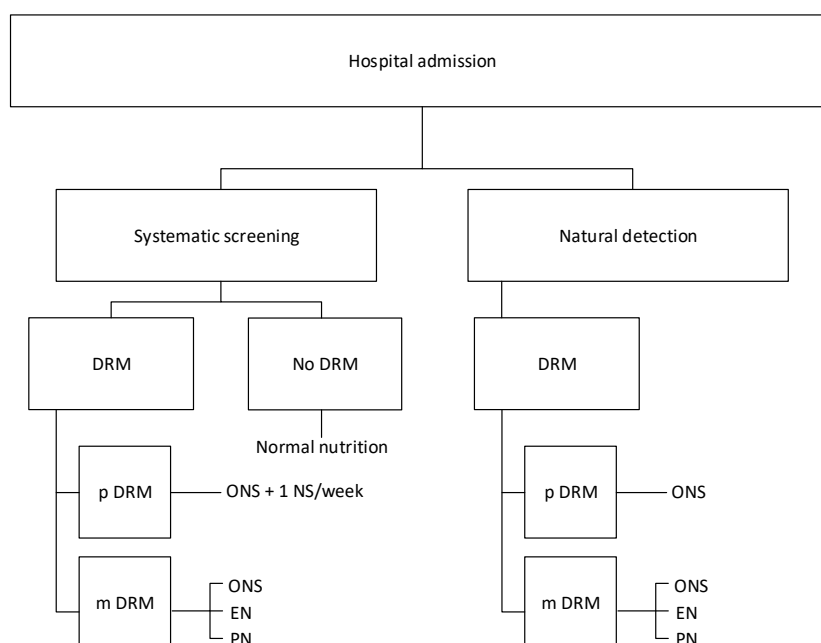 Hospital admission
Systematic screening
Natural detection
DRM
No DRM
DRM
Normal nutrition
p DRM
ONS + 1 NS/week
p DRM
ONS
m DRM
ONS
EN
PN
m DRM
ONS
EN
PN